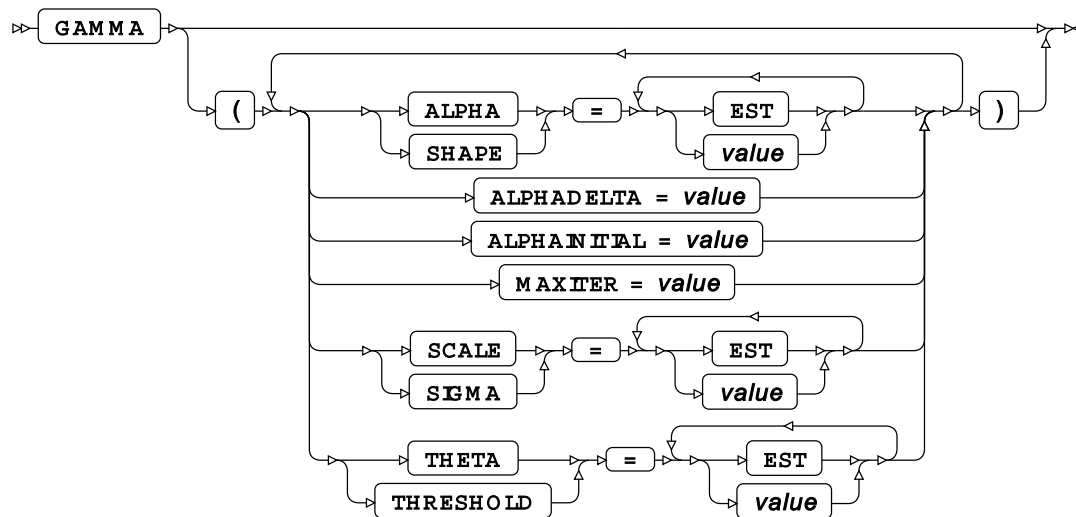 GAMMA
( ALPHA = EST )
SHAPE value
ALPHADELTA = value
ALPHAINITIAL = value
MAXITER = value
SCALE = EST
SIGMA value
THETA = EST
THRESHOLD value